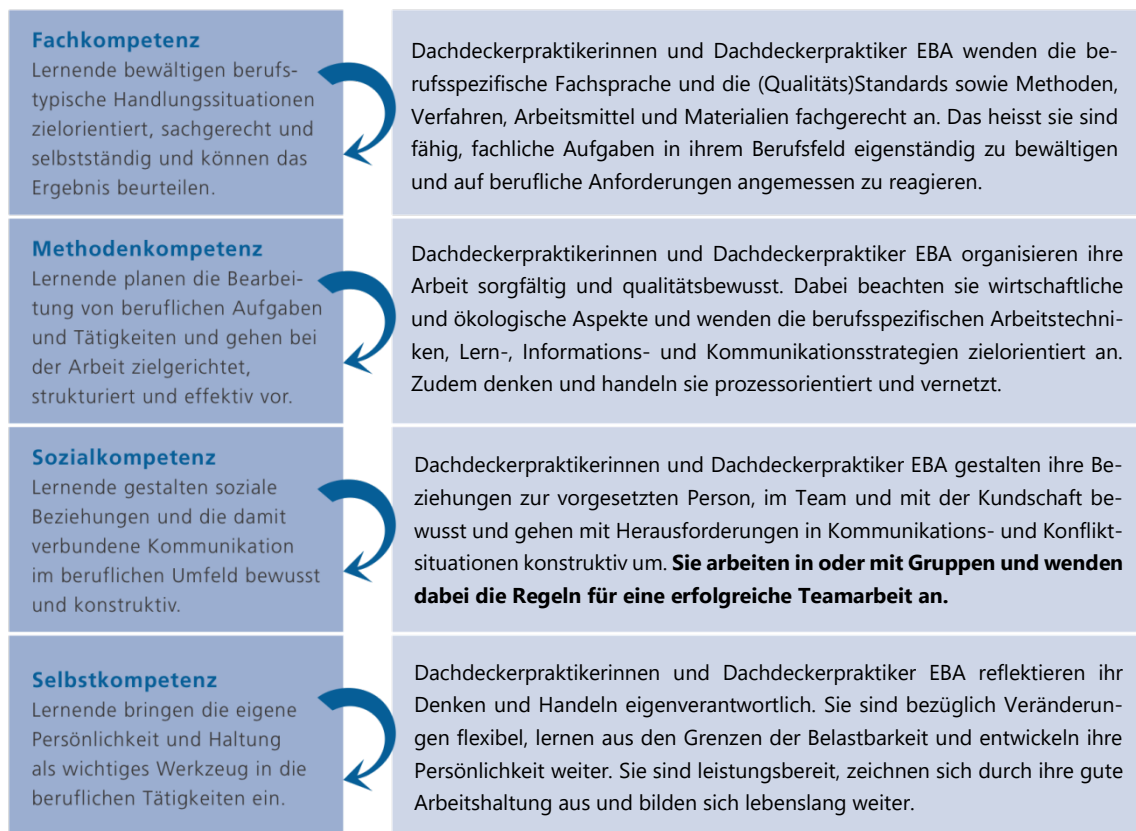 Fachkompetenz
Lernende bewältigen berufs-
typische Handlungssituationen
zielorientiert, sachgerecht und
selbstständig und können das
Ergebnis beurteilen.
Dachdeckerpraktikerinnen und Dachdeckerpraktiker EBA wenden die be-
rufsspezifische Fachsprache und die (Qualitäts)Standards sowie Methoden,
Verfahren, Arbeitsmittel und Materialien fachgerecht an. Das heisst sie sind
fähig, fachliche Aufgaben in ihrem Berufsfeld eigenständig zu bewältigen
und auf berufliche Anforderungen angemessen zu reagieren.
Methodenkompetenz
Lernende planen die Bearbei-
tung von beruflichen Aufgaben
und Tätigkeiten und gehen bei
der Arbeit zielgerichtet,
strukturiert und effektiv vor.
Dachdeckerpraktikerinnen und Dachdeckerpraktiker EBA organisieren ihre
Arbeit sorgfältig und qualitätsbewusst. Dabei beachten sie wirtschaftliche
und ökologische Aspekte und wenden die berufsspezifischen Arbeitstechni-
ken, Lern-, Informations- und Kommunikationsstrategien zielorientiert an.
Zudem denken und handeln sie prozessorientiert und vernetzt.
Sozialkompetenz
Lernende gestalten soziale
Beziehungen und die damit
verbundene Kommunikation
im beruflichen Umfeld bewusst
und konstruktiv.
Dachdeckerpraktikerinnen und Dachdeckerpraktiker EBA gestalten ihre Be-
ziehungen zur vorgesetzten Person, im Team und mit der Kundschaft be-
wusst und gehen mit Herausforderungen in Kommunikations- und Konflikt-
situationen konstruktiv um. Sie arbeiten in oder mit Gruppen und wenden
dabei die Regeln für eine erfolgreiche Teamarbeit an.
Selbstkompetenz
Lernende bringen die eigene
Persönlichkeit und Haltung
als wichtiges Werkzeug in die
beruflichen Tätigkeiten ein.
Dachdeckerpraktikerinnen und Dachdeckerpraktiker EBA reflektieren ihr
Denken und Handeln eigenverantwortlich. Sie sind bezüglich Veränderun-
gen flexibel, lernen aus den Grenzen der Belastbarkeit und entwickeln ihre
Persönlichkeit weiter. Sie sind leistungsbereit, zeichnen sich durch ihre gute
Arbeitshaltung aus und bilden sich lebenslang weiter.